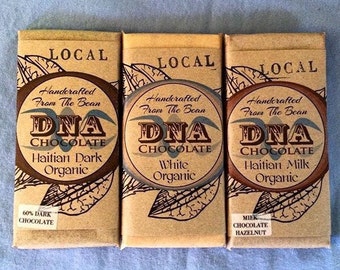 LOCAL
Handcrafted
From The Bean
DNA
CHOCOLATE
Haitian Dark
Organic
60% DARK
CHOCOLATE
LOCAL
Handcrafted
From The Bean
DNA
CHOCOLATE
White
Organic
LOCAL
Handcrafted
From The Bean
DNA
CHOCOLATE
Haitian Milk
Organic
MILK
CHOCOLATE
HAZELNUT